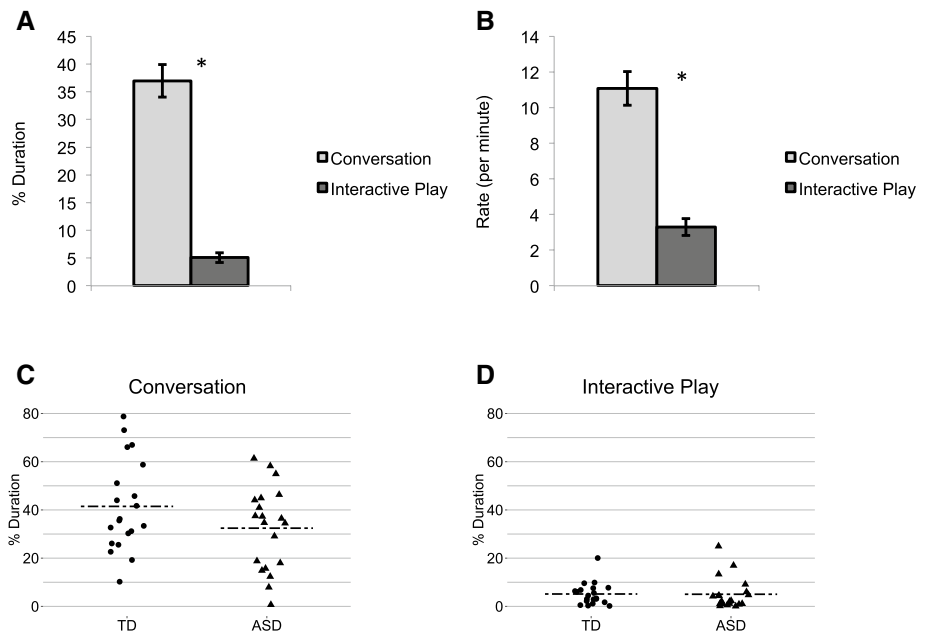 A
45
40
35
30
25
20
15
10
5
0
% Duration
*
Conversation
Interactive Play
B
14
12
10
8
6
4
2
0
Rate (per minute)
*
Conversation
Interactive Play
C
Conversation
80
60
40
20
0
% Duration
TD
ASD
D
Interactive Play
80
60
40
20
0
% Duration
TD
ASD